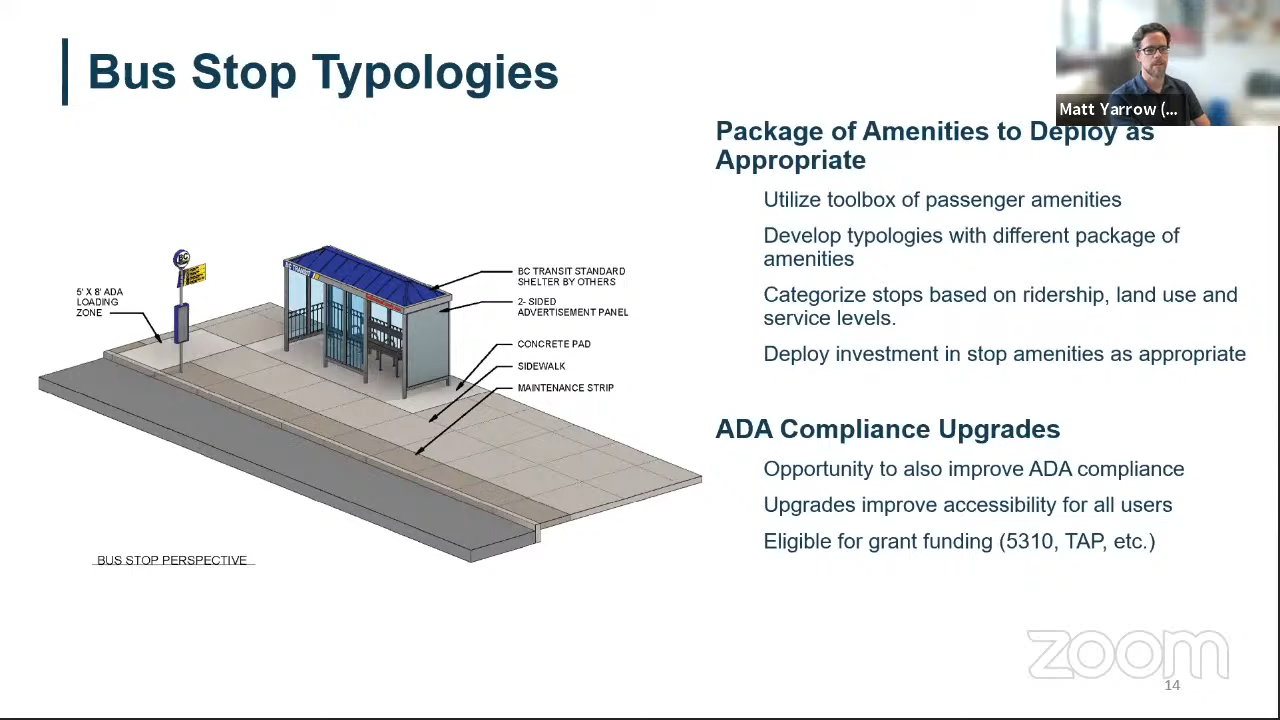 Bus Stop Typologies
Matt Yarrow (...
Package of Amenities to Deploy as
Appropriate
Utilize toolbox of passenger amenities
Develop typologies with different package of
amenities
Categorize stops based on ridership, land use and
service levels.
Deploy investment in stop amenities as appropriate
ADA Compliance Upgrades
Opportunity to also improve ADA compliance
Upgrades improve accessibility for all users
Eligible for grant funding (5310, TAP, etc.)
5' X 8' ADA
LOADING
ZONE
BC
BC TRANSIT
BC TRANSIT STANDARD
SHELTER BY OTHERS
2- SIDED
ADVERTISEMENT PANEL
CONCRETE PAD
SIDEWALK
MAINTENANCE STRIP
BUS STOP PERSPECTIVE
zoom
14